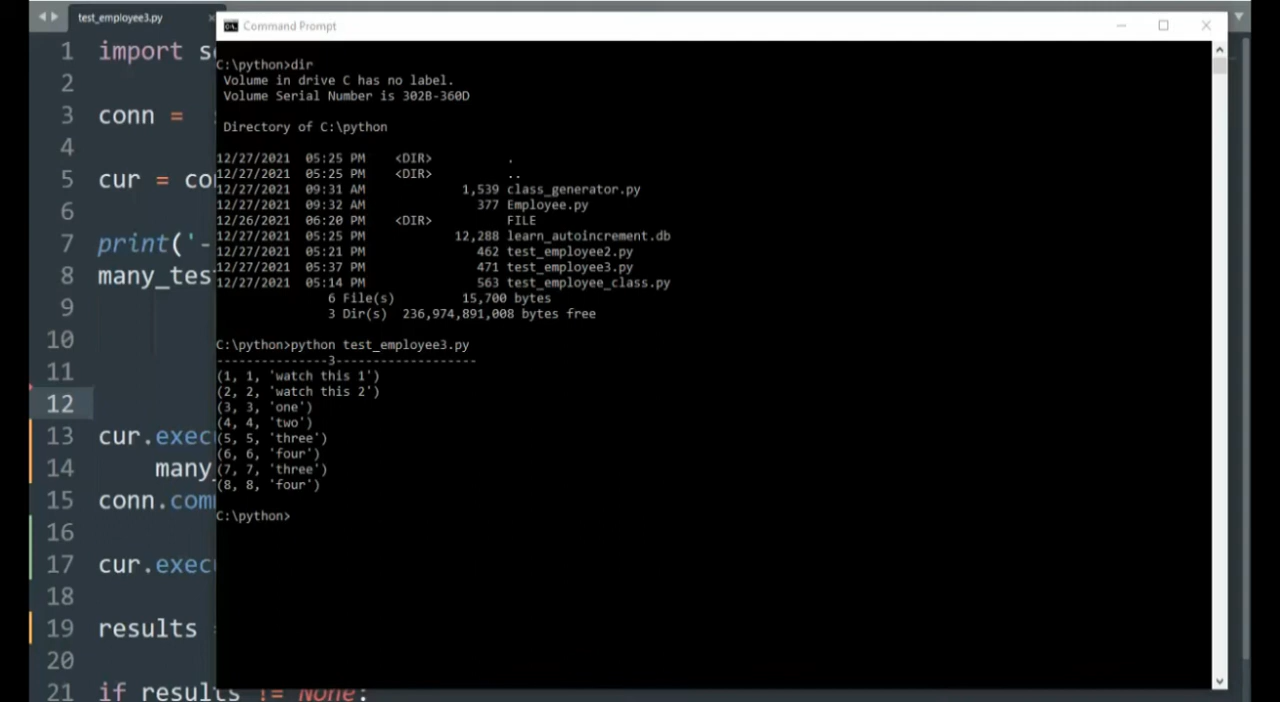 test_employee3.py
Command Prompt
1 import s
2
3 conn =
4
5 cur = co
6
7 print('-
8 many_tes
9
10
11
12
13 cur.exec
14 many_
15 conn.com
16
17 cur.exec
18
19 results
20
21 if results != None:
C:\python>dir
Volume in drive C has no label.
Volume Serial Number is 302B-360D
Directory of C:\python
12/27/2021 05:25 PM <DIR> .
12/27/2021 05:25 PM <DIR> ..
12/27/2021 09:31 AM 1,539 class_generator.py
12/27/2021 09:32 AM 377 Employee.py
12/26/2021 06:20 PM <DIR> FILE
12/27/2021 05:25 PM 12,288 learn_autoincrement.db
12/27/2021 05:21 PM 462 test_employee2.py
12/27/2021 05:37 PM 471 test_employee3.py
12/27/2021 05:14 PM 563 test_employee_class.py
6 File(s) 15,700 bytes
3 Dir(s) 236,974,891,008 bytes free
C:\python>python test_employee3.py
---------------3-------------------
(1, 1, 'watch this 1')
(2, 2, 'watch this 2')
(3, 3, 'one')
(4, 4, 'two')
(5, 5, 'three')
(6, 6, 'four')
(7, 7, 'three')
(8, 8, 'four')
C:\python>